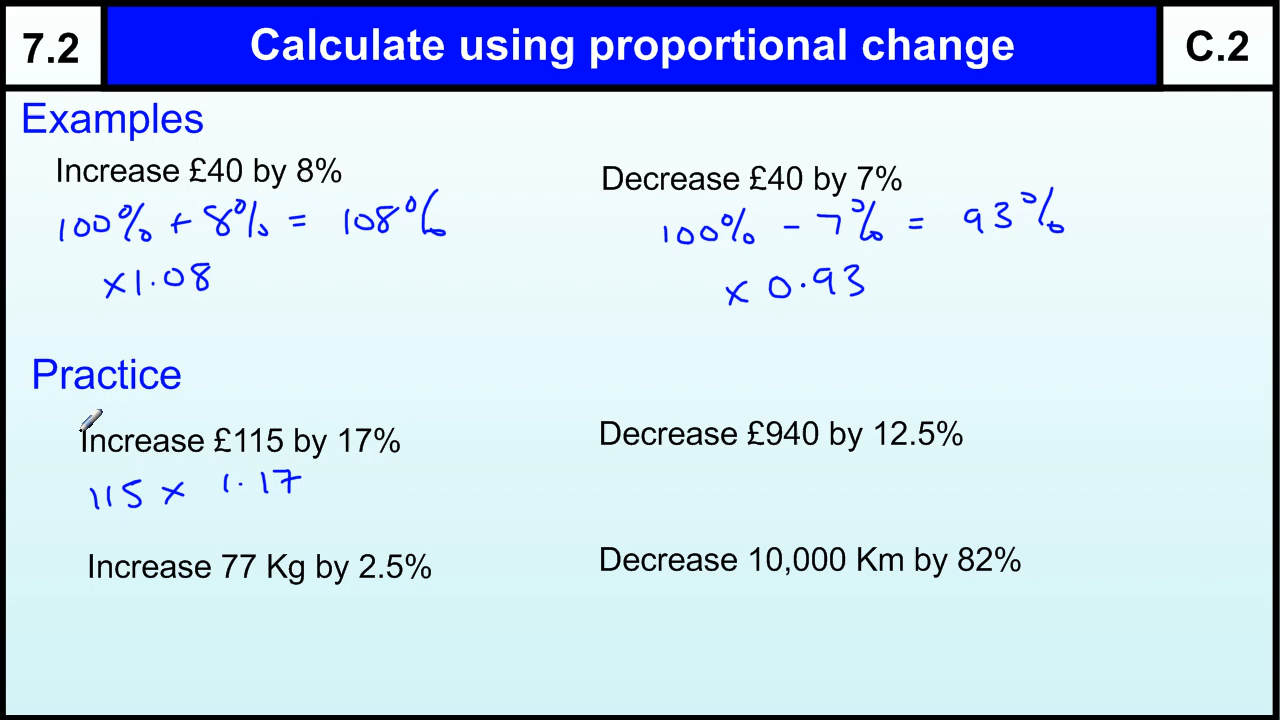 7.2
Calculate using proportional change
C.2
Examples
Increase £40 by 8%
100% + 8% = 108%
×1.08
Decrease £40 by 7%
100% - 7% = 93%
× 0.93
Practice
Increase £115 by 17%
115 × 1.17
Decrease £940 by 12.5%
Increase 77 Kg by 2.5%
Decrease 10,000 Km by 82%